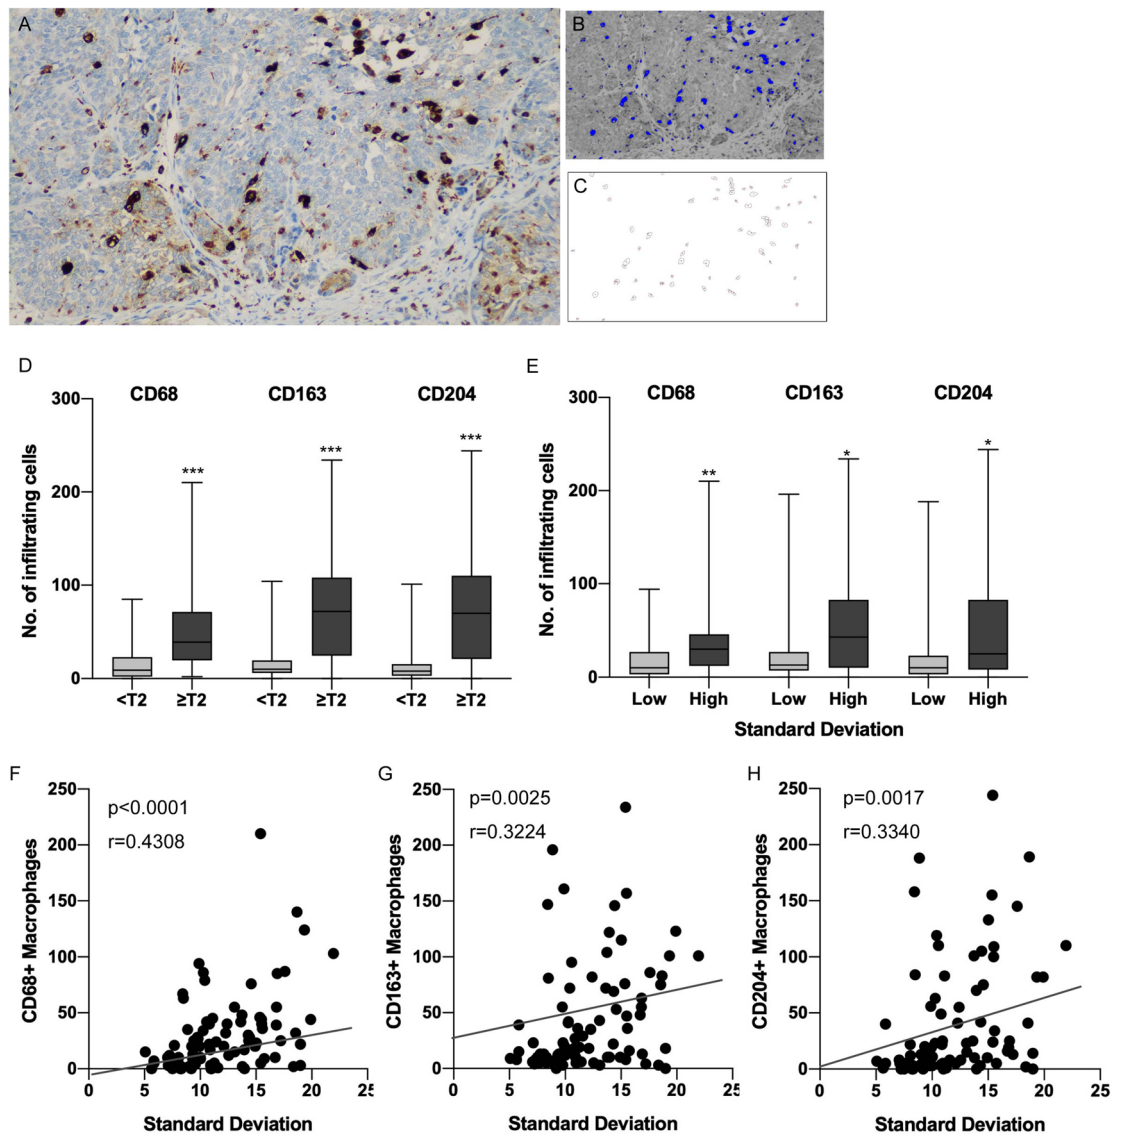 A
B
C
D
CD68 CD163 CD204
300
200
100
0
No. of infiltrating cells
*** *** ***
<T2 ≥T2 <T2 ≥T2 <T2 ≥T2
E
CD68 CD163 CD204
300
200
100
0
No. of infiltrating cells
** * *
Low High Low High Low High
Standard Deviation
F
p<0.0001
r=0.4308
250
200
150
100
50
0
CD68+ Macrophages
0 5 10 15 20 25
Standard Deviation
G
p=0.0025
r=0.3224
250
200
150
100
50
0
CD163+ Macrophages
0 5 10 15 20 25
Standard Deviation
H
p=0.0017
r=0.3340
250
200
150
100
50
0
CD204+ Macrophages
0 5 10 15 20 25
Standard Deviation